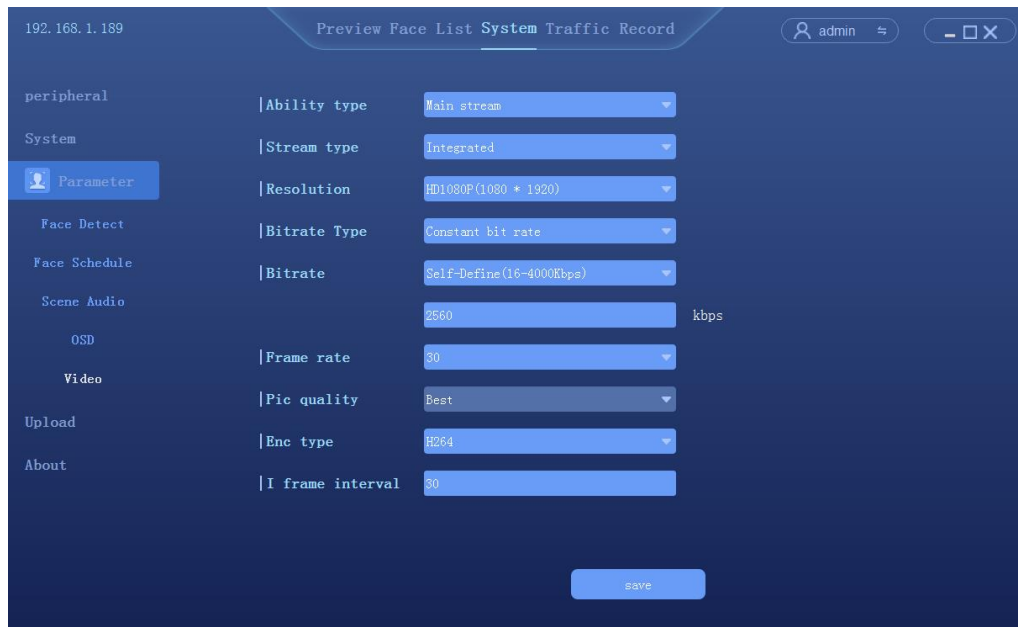 192.168.1.189
Preview Face List System Traffic Record
admin
peripheral
System
Parameter
Face Detect
Face Schedule
Scene Audio
OSD
Video
Upload
About
Ability type Main stream
Stream type Integrated
Resolution HD1080P(1080 * 1920)
Bitrate Type Constant bit rate
Bitrate Self-Define(16-4000Kbps)
2560 kbps
Frame rate 30
Pic quality Best
Enc type H264
I frame interval 30
save